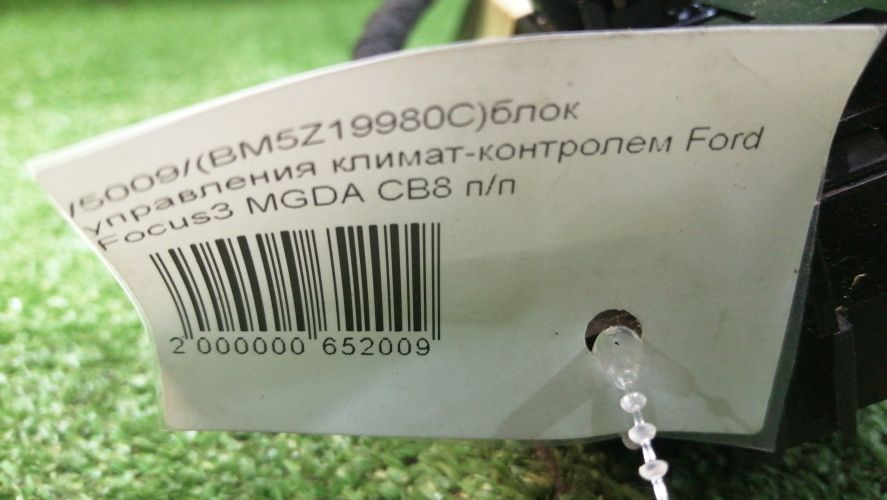 /5009/(BM5Z19980C)блок
управления климат-контролем Ford
Focus3 MGDA CB8 п/п
2 000000 652009